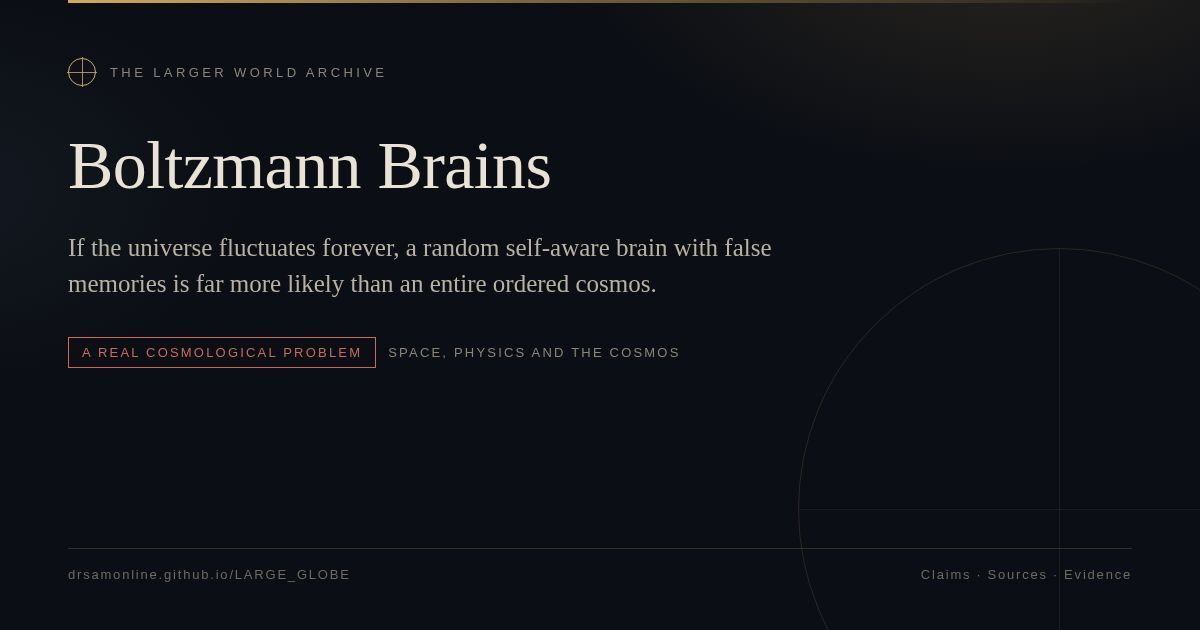 THE LARGER WORLD ARCHIVE
Boltzmann Brains
If the universe fluctuates forever, a random self-aware brain with false
memories is far more likely than an entire ordered cosmos.
A REAL COSMOLOGICAL PROBLEM SPACE, PHYSICS AND THE COSMOS
drsamonline.github.io/LARGE_GLOBE Claims · Sources · Evidence